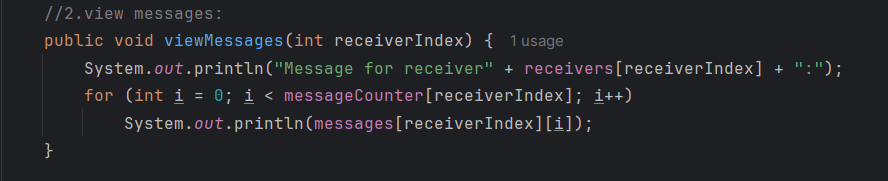 //2.view messages:
public void viewMessages(int receiverIndex) { 1 usage
System.out.println("Message for receiver" + receivers[receiverIndex] + ":");
for (int i = 0; i < messageCounter[receiverIndex]; i++)
System.out.println(messages[receiverIndex][i]);
}